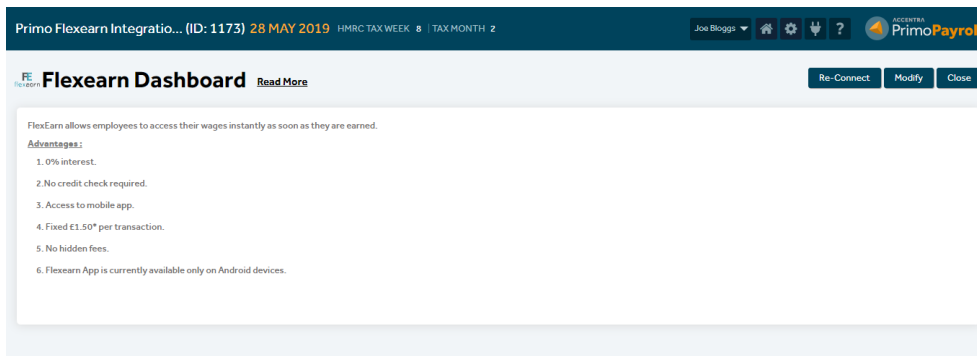 Primo Flexearn Integratio... (ID: 1173) 28 MAY 2019 HMRC TAX WEEK 8 | TAX MONTH 2 Joe Bloggs ? ACCENTRA PrimoPayrol
FE Flexearn Flexearn Dashboard Read More Re-Connect Modify Close
FlexEarn allows employees to access their wages instantly as soon as they are earned.
Advantages :
1. 0% interest.
2.No credit check required.
3. Access to mobile app.
4. Fixed £1.50* per transaction.
5. No hidden fees.
6. Flexearn App is currently available only on Android devices.